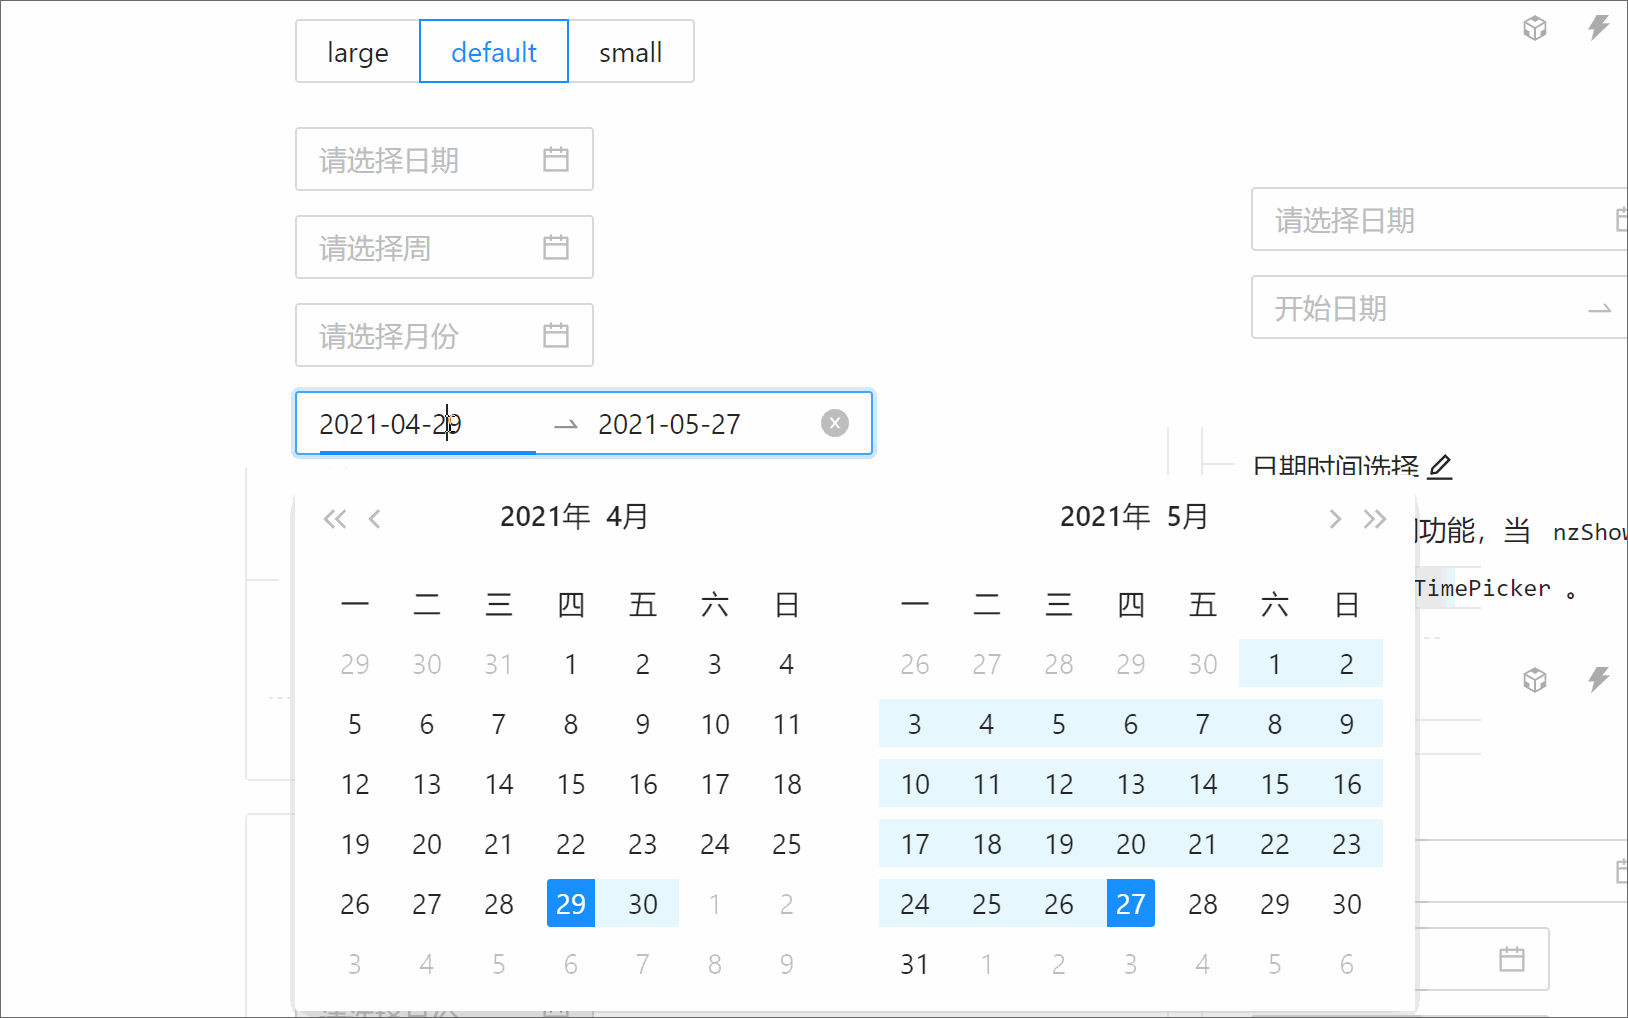 large default small
请选择日期
请选择周
请选择月份
2021-04-29 2021-05-27
2021年 4月
一 二 三 四 五 六 日
29 30 31 1 2 3 4
5 6 7 8 9 10 11
12 13 14 15 16 17 18
19 20 21 22 23 24 25
26 27 28 29 30 1 2
3 4 5 6 7 8 9
2021年 5月
一 二 三 四 五 六 日
26 27 28 29 30 1 2
3 4 5 6 7 8 9
10 11 12 13 14 15 16
17 18 19 20 21 22 23
24 25 26 27 28 29 30
31 1 2 3 4 5 6
请选择日期
开始日期
日期时间选择
功能，当 nzShow
TimePicker 。
请选择月份